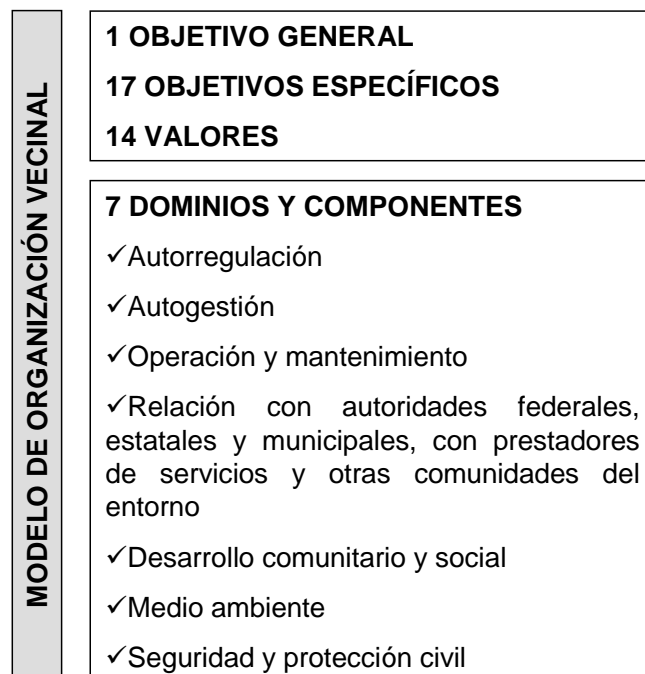 MODELO DE ORGANIZACIÓN VECINAL
1 OBJETIVO GENERAL
17 OBJETIVOS ESPECÍFICOS
14 VALORES
7 DOMINIOS Y COMPONENTES
✓Autorregulación
✓Autogestión
✓Operación y mantenimiento
✓Relación con autoridades federales,
estatales y municipales, con prestadores
de servicios y otras comunidades del
entorno
✓Desarrollo comunitario y social
✓Medio ambiente
✓Seguridad y protección civil